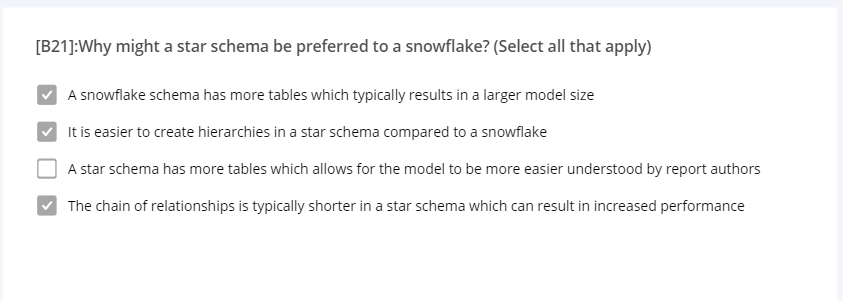 [B21]:Why might a star schema be preferred to a snowflake? (Select all that apply)
A snowflake schema has more tables which typically results in a larger model size
It is easier to create hierarchies in a star schema compared to a snowflake
A star schema has more tables which allows for the model to be more easier understood by report authors
The chain of relationships is typically shorter in a star schema which can result in increased performance